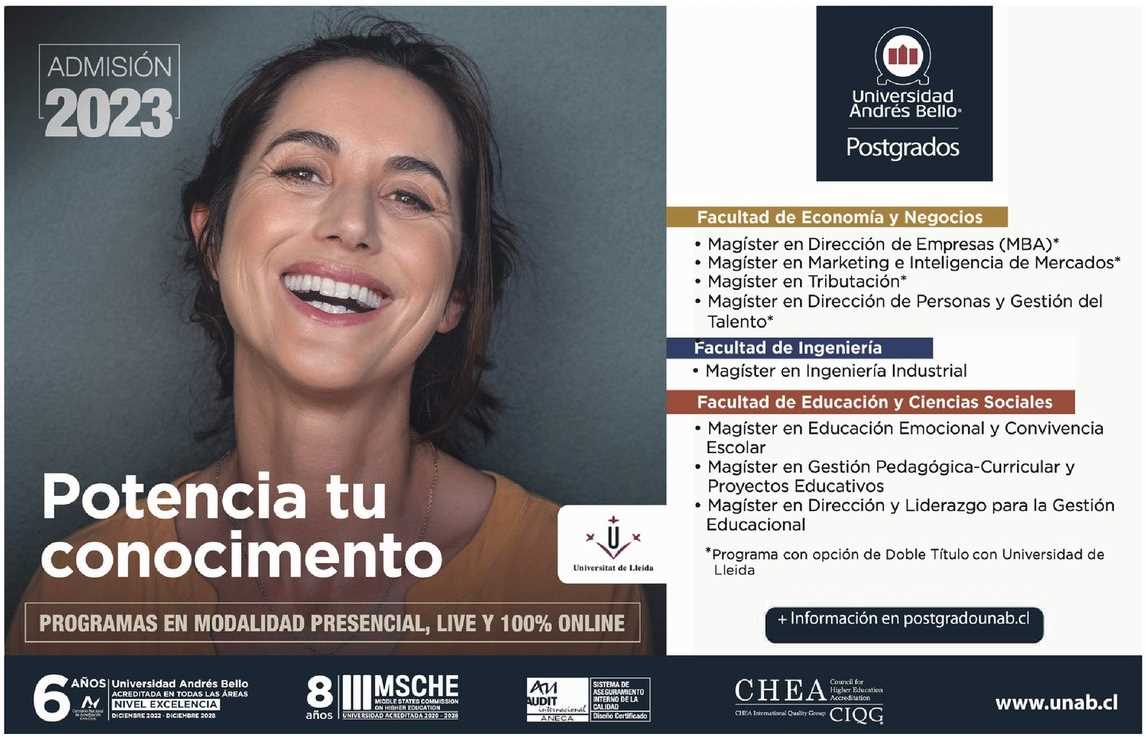 ADMISIÓN
2023
Potencia tu
conocimento
PROGRAMAS EN MODALIDAD PRESENCIAL, LIVE Y 100% ONLINE
U
Universitat de Lleida
Universidad
Andrés Bello
Postgrados
Facultad de Economía y Negocios
• Magíster en Dirección de Empresas (MBA)*
• Magíster en Marketing e Inteligencia de Mercados*
• Magíster en Tributación*
• Magíster en Dirección de Personas y Gestión del
Talento*
Facultad de Ingeniería
• Magíster en Ingeniería Industrial
Facultad de Educación y Ciencias Sociales
• Magíster en Educación Emocional y Convivencia
Escolar
• Magíster en Gestión Pedagógica-Curricular y
Proyectos Educativos
• Magíster en Dirección y Liderazgo para la Gestión
Educacional
*Programa con opción de Doble Título con Universidad de
Lleida
+ Información en postgradounab.cl
6 AÑOS
Universidad Andrés Bello
ACREDITADA EN TODAS LAS ÁREAS
NIVEL EXCELENCIA
DICIEMBRE 2022 - DICIEMBRE 2028
8 años
MSCHE
MIDDLE STATES COMMISSION
ON HIGHER EDUCATION
UNIVERSIDAD ACREDITADA 2020 - 2028
AUDIT
internacional
ANECA
SISTEMA DE
ASEGURAMIENTO
INTERNO DE LA
CALIDAD
Diseño Certificado
CHEA
Council for
Higher Education
Accreditation
CHEA International Quality Group
CIQG
www.unab.cl